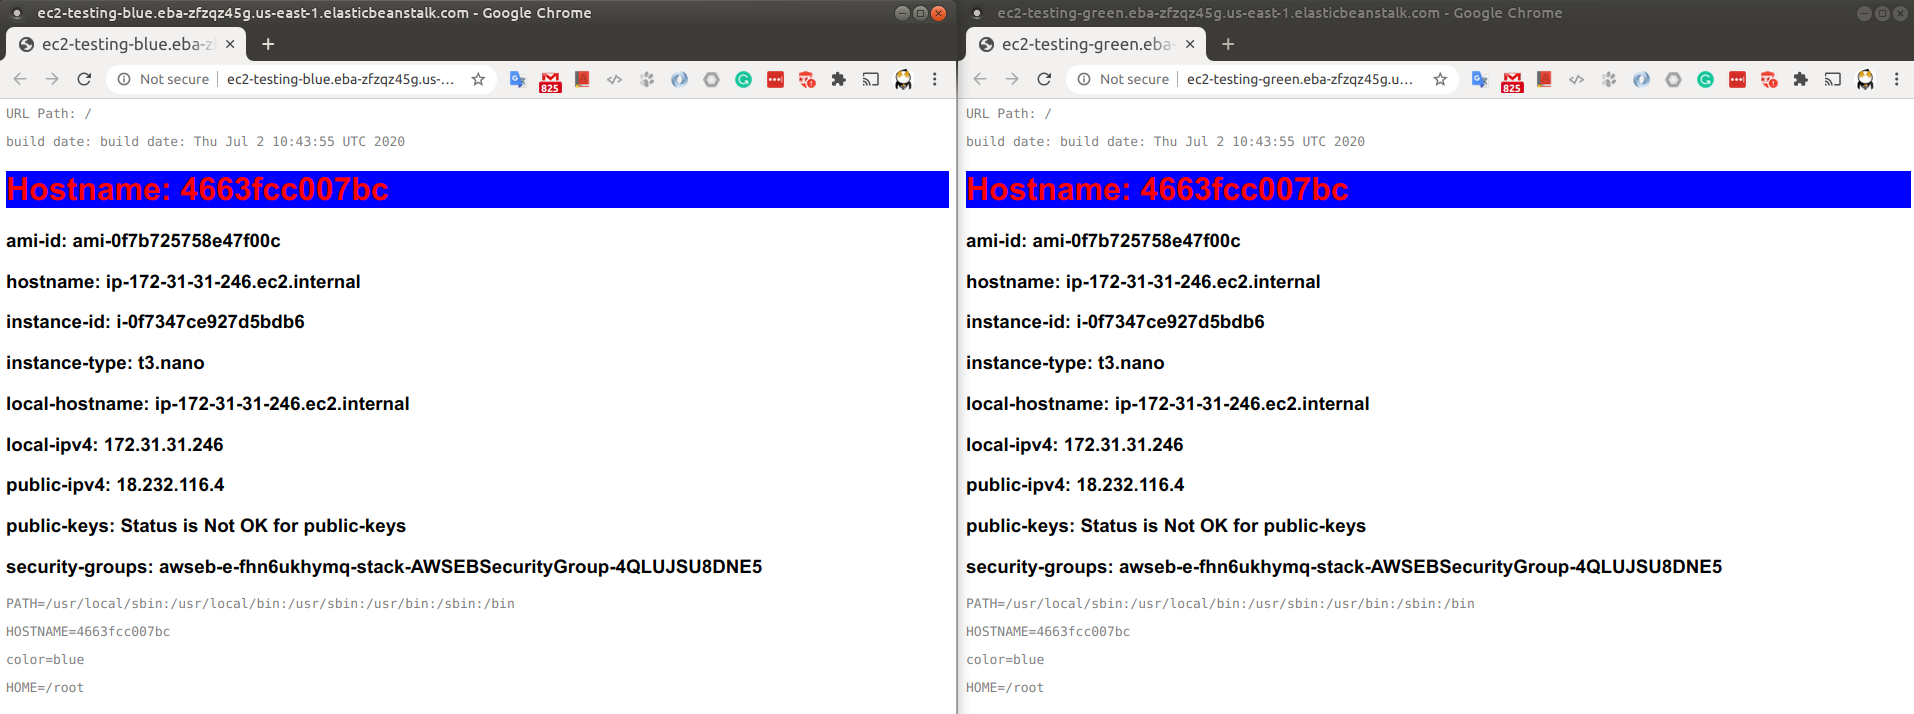 ec2-testing-blue.eba-zfzqz45g.us-east-1.elasticbeanstalk.com - Google Chrome
ec2-testing-blue.eba-zf
Not secure
ec2-testing-blue.eba-zfzqz45g.us-...
825
URL Path: /
build date: build date: Thu Jul 2 10:43:55 UTC 2020
Hostname: 4663fcc007bc
ami-id: ami-0f7b725758e47f00c
hostname: ip-172-31-31-246.ec2.internal
instance-id: i-0f7347ce927d5bdb6
instance-type: t3.nano
local-hostname: ip-172-31-31-246.ec2.internal
local-ipv4: 172.31.31.246
public-ipv4: 18.232.116.4
public-keys: Status is Not OK for public-keys
security-groups: awseb-e-fhn6ukhymq-stack-AWSEBSecurityGroup-4QLUJSU8DNE5
PATH=/usr/local/sbin:/usr/local/bin:/usr/sbin:/usr/bin:/sbin:/bin
HOSTNAME=4663fcc007bc
color=blue
HOME=/root
ec2-testing-green.eba-zfzqz45g.us-east-1.elasticbeanstalk.com - Google Chrome
ec2-testing-green.eba-
Not secure
ec2-testing-green.eba-zfzqz45g.u...
825
URL Path: /
build date: build date: Thu Jul 2 10:43:55 UTC 2020
Hostname: 4663fcc007bc
ami-id: ami-0f7b725758e47f00c
hostname: ip-172-31-31-246.ec2.internal
instance-id: i-0f7347ce927d5bdb6
instance-type: t3.nano
local-hostname: ip-172-31-31-246.ec2.internal
local-ipv4: 172.31.31.246
public-ipv4: 18.232.116.4
public-keys: Status is Not OK for public-keys
security-groups: awseb-e-fhn6ukhymq-stack-AWSEBSecurityGroup-4QLUJSU8DNE5
PATH=/usr/local/sbin:/usr/local/bin:/usr/sbin:/usr/bin:/sbin:/bin
HOSTNAME=4663fcc007bc
color=blue
HOME=/root